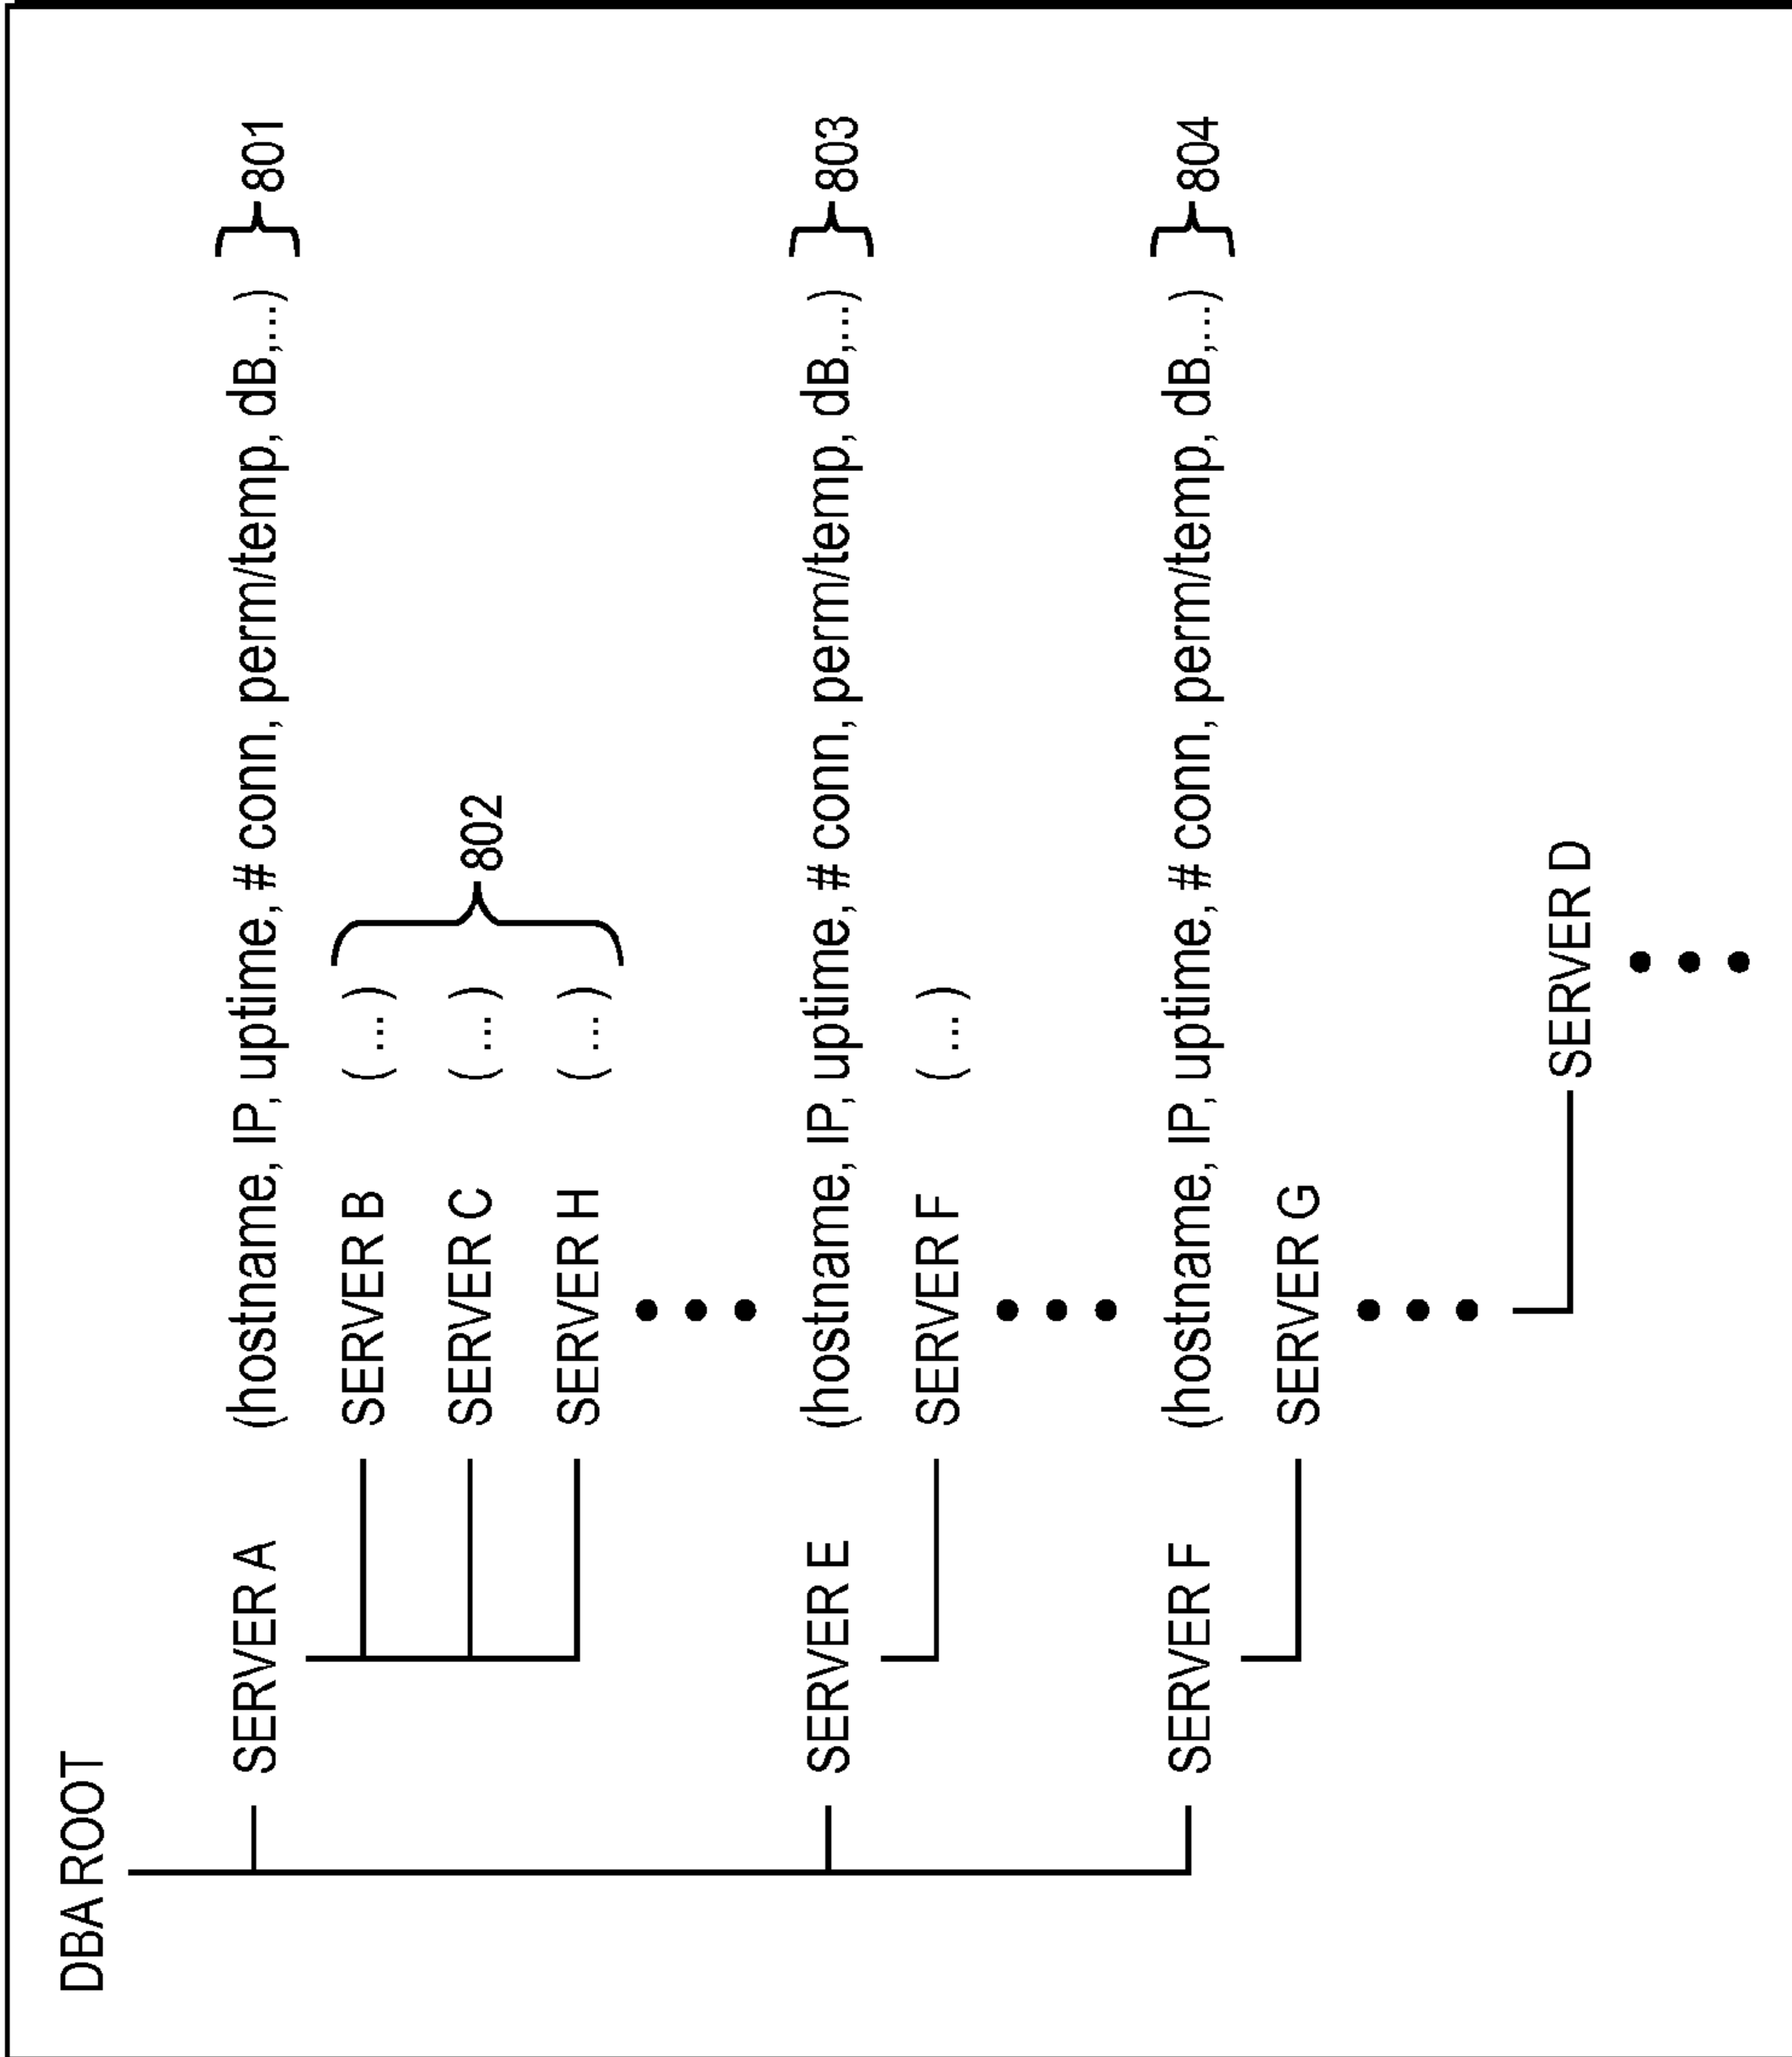 DBA ROOT
SERVER A (hostname, IP, uptime, # conn, perm/temp, dB,...) 801
SERVER B (...)
SERVER C (...) 802
SERVER H (...)
SERVER E (hostname, IP, uptime, # conn, perm/temp, dB,...) 803
SERVER F (...)
SERVER F (hostname, IP, uptime, # conn, perm/temp, dB,...) 804
SERVER G
SERVER D